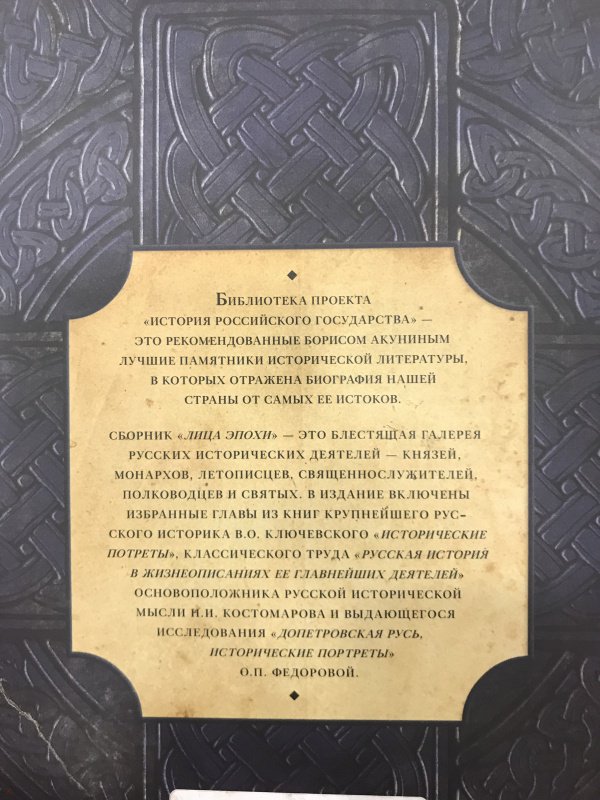 БИБЛИОТЕКА ПРОЕКТА
«ИСТОРИЯ РОССИЙСКОГО ГОСУДАРСТВА» —
ЭТО РЕКОМЕНДОВАННЫЕ БОРИСОМ АКУНИНЫМ
ЛУЧШИЕ ПАМЯТНИКИ ИСТОРИЧЕСКОЙ ЛИТЕРАТУРЫ,
В КОТОРЫХ ОТРАЖЕНА БИОГРАФИЯ НАШЕЙ
СТРАНЫ ОТ САМЫХ ЕЕ ИСТОКОВ.
СБОРНИК «ЛИЦА ЭПОХИ» — ЭТО БЛЕСТЯЩАЯ ГАЛЕРЕЯ
РУССКИХ ИСТОРИЧЕСКИХ ДЕЯТЕЛЕЙ — КНЯЗЕЙ,
МОНАРХОВ, ЛЕТОПИСЦЕВ, СВЯЩЕННОСЛУЖИТЕЛЕЙ,
ПОЛКОВОДЦЕВ И СВЯТЫХ. В ИЗДАНИЕ ВКЛЮЧЕНЫ
ИЗБРАННЫЕ ГЛАВЫ ИЗ КНИГ КРУПНЕЙШЕГО РУС-
СКОГО ИСТОРИКА В.О. КЛЮЧЕВСКОГО «ИСТОРИЧЕСКИЕ
ПОТРЕТЫ», КЛАССИЧЕСКОГО ТРУДА «РУССКАЯ ИСТОРИЯ
В ЖИЗНЕОПИСАНИЯХ ЕЕ ГЛАВНЕЙШИХ ДЕЯТЕЛЕЙ»
ОСНОВОПОЛОЖНИКА РУССКОЙ ИСТОРИЧЕСКОЙ
МЫСЛИ Н.И. КОСТОМАРОВА И ВЫДАЮЩЕГОСЯ
ИССЛЕДОВАНИЯ «ДОПЕТРОВСКАЯ РУСЬ.
ИСТОРИЧЕСКИЕ ПОРТРЕТЫ»
О.П. ФЕДОРОВОЙ.